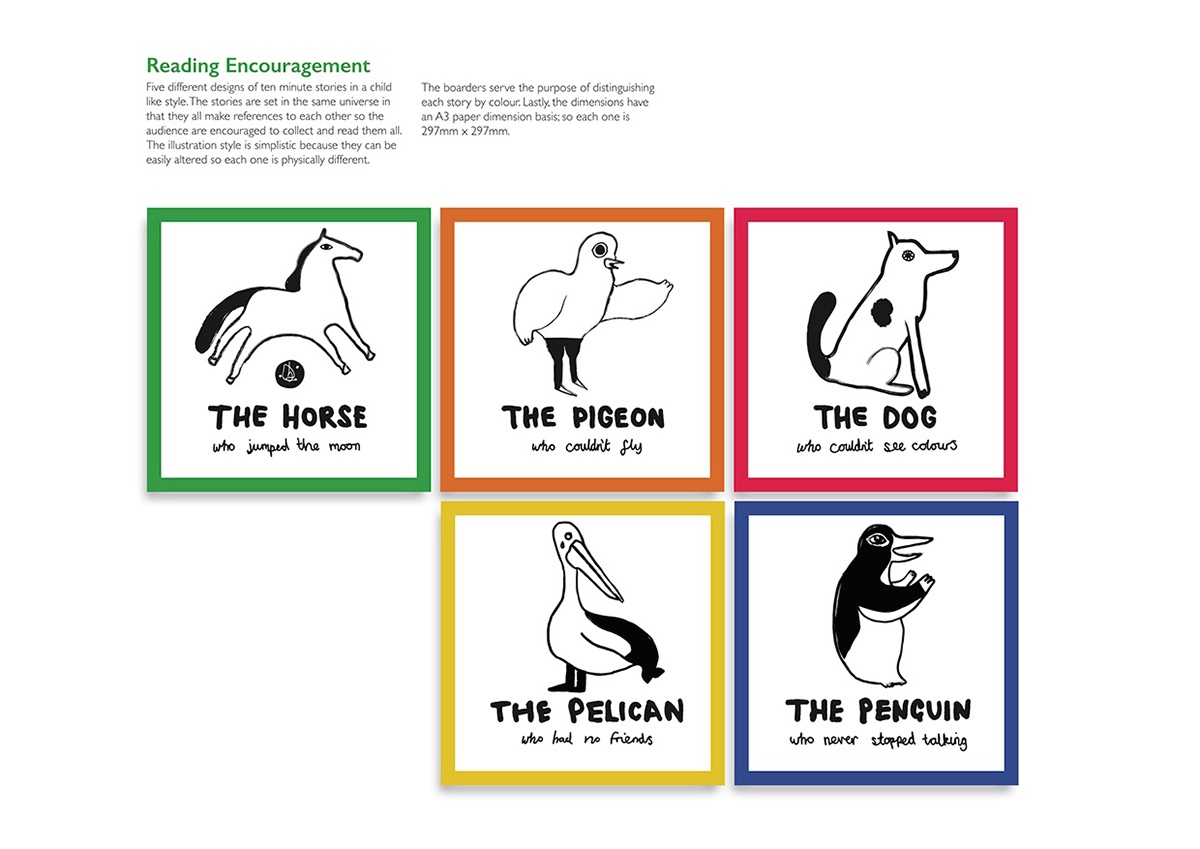 Reading Encouragement
Five different designs of ten minute stories in a child
like style. The stories are set in the same universe in
that they all make references to each other so the
audience are encouraged to collect and read them all.
The illustration style is simplistic because they can be
easily altered so each one is physically different.
The boarders serve the purpose of distinguishing
each story by colour. Lastly, the dimensions have
an A3 paper dimension basis; so each one is
297mm x 297mm.
THE HORSE
who jumped the moon
THE PIGEON
who couldn't fly
THE DOG
who couldn't see colours
THE PELICAN
who had no friends
THE PENGUIN
who never stopped talking